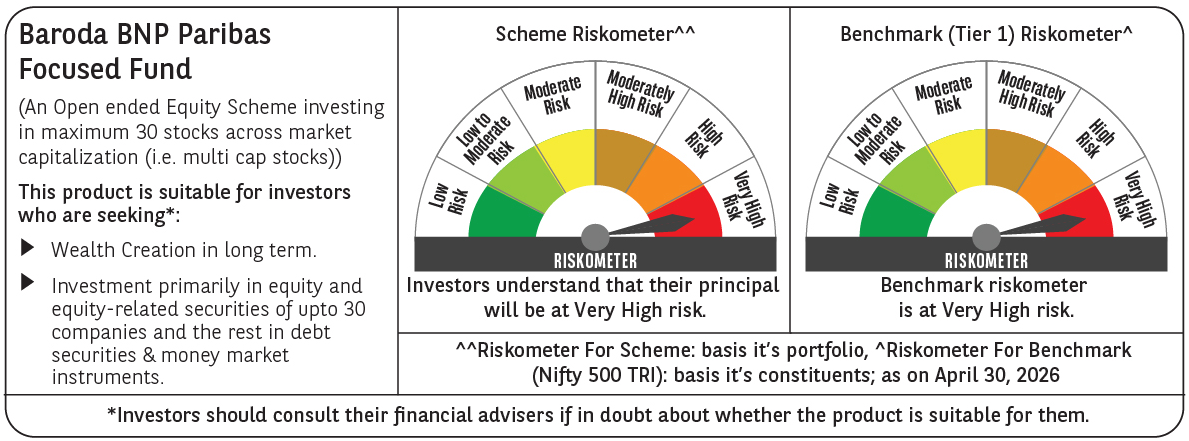 Baroda BNP Paribas
Focused Fund
(An Open ended Equity Scheme investing
in maximum 30 stocks across market
capitalization (i.e. multi cap stocks))
This product is suitable for investors
who are seeking*:
Wealth Creation in long term.
Investment primarily in equity and
equity-related securities of upto 30
companies and the rest in debt
securities & money market
instruments.
Scheme Riskometer^^
Low
Risk
Low to
Moderate
Risk
Moderate
Risk
Moderately
High Risk
High
Risk
Very High
Risk
RISKOMETER
Investors understand that their principal
will be at Very High risk.
Benchmark (Tier 1) Riskometer^
Low
Risk
Low to
Moderate
Risk
Moderate
Risk
Moderately
High Risk
High
Risk
Very High
Risk
RISKOMETER
Benchmark riskometer
is at Very High risk.
^^Riskometer For Scheme: basis it's portfolio, ^Riskometer For Benchmark
(Nifty 500 TRI): basis it's constituents; as on April 30, 2026
*Investors should consult their financial advisers if in doubt about whether the product is suitable for them.